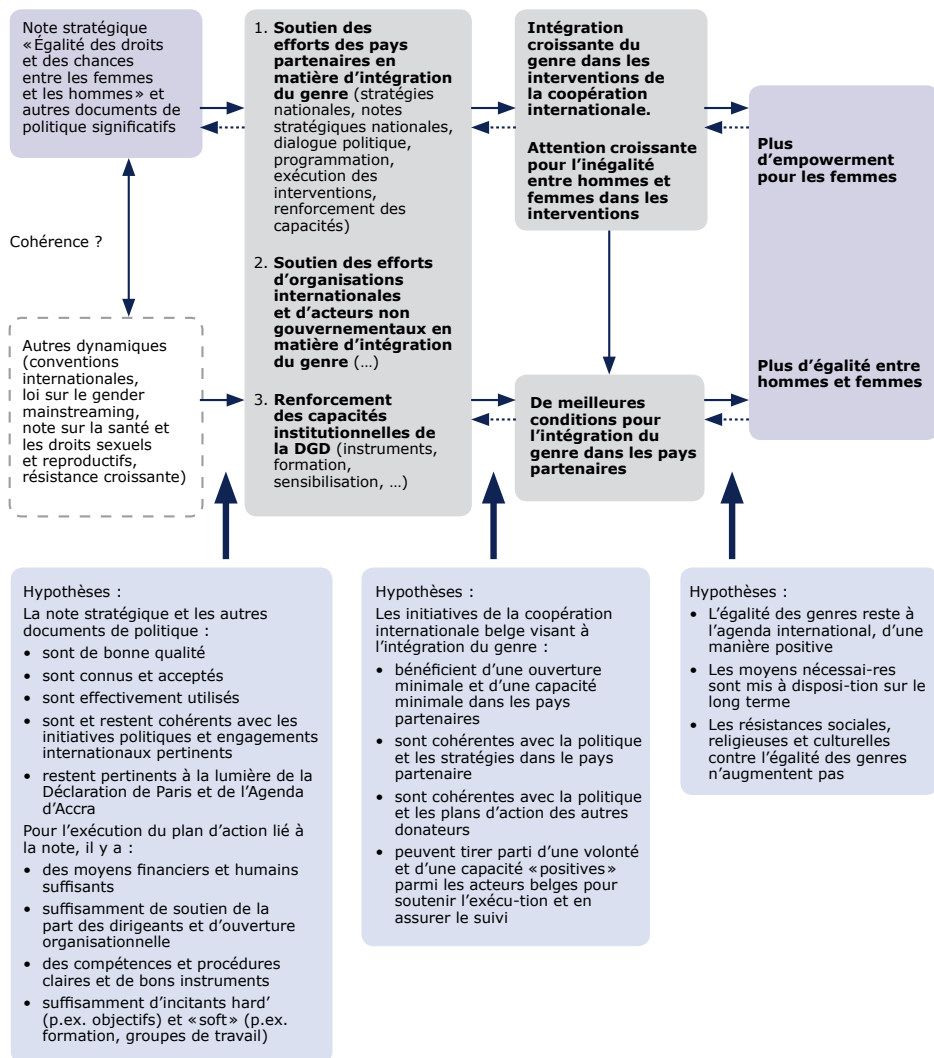 Note stratégique
«Égalité des droits
et des chances
entre les femmes
et les hommes» et
autres documents de
politique significatifs
Cohérence ?
Autres dynamiques
(conventions
internationales,
loi sur le gender
mainstreaming,
note sur la santé et
les droits sexuels
et reproductifs,
résistance croissante)
1. Soutien des
efforts des pays
partenaires en
matière d'intégration
du genre (stratégies
nationales, notes
stratégiques nationales,
dialogue politique,
programmation,
exécution des
interventions,
renforcement des
capacités)
2. Soutien des efforts
d'organisations
internationales
et d'acteurs non
gouvernementaux en
matière d'intégration
du genre (…)
3. Renforcement
des capacités
institutionnelles de
la DGD (instruments,
formation,
sensibilisation, …)
Intégration
croissante du
genre dans les
interventions de
la coopération
internationale.
Attention croissante
pour l'inégalité
entre hommes et
femmes dans les
interventions
De meilleures
conditions pour
l'intégration du
genre dans les pays
partenaires
Plus
d'empowerment
pour les femmes
Plus d'égalité entre
hommes et femmes
Hypothèses :
La note stratégique et les autres
documents de politique :
• sont de bonne qualité
• sont connus et acceptés
• sont effectivement utilisés
• sont et restent cohérents avec les
initiatives politiques et engagements
internationaux pertinents
• restent pertinents à la lumière de la
Déclaration de Paris et de l'Agenda
d'Accra
Pour l'exécution du plan d'action lié à
la note, il y a :
• des moyens financiers et humains
suffisants
• suffisamment de soutien de la
part des dirigeants et d'ouverture
organisationnelle
• des compétences et procédures
claires et de bons instruments
• suffisamment d'incitants hard'
(p.ex. objectifs) et «soft» (p.ex.
formation, groupes de travail)
Hypothèses :
Les initiatives de la coopération
internationale belge visant à
l'intégration du genre :
• bénéficient d'une ouverture
minimale et d'une capacité
minimale dans les pays
partenaires
• sont cohérentes avec la politique
et les stratégies dans le pays
partenaire
• sont cohérentes avec la politique
et les plans d'action des autres
donateurs
• peuvent tirer parti d'une volonté
et d'une capacité «positives»
parmi les acteurs belges pour
soutenir l'exécu-tion et en
assurer le suivi
Hypothèses :
• L'égalité des genres reste à
l'agenda international, d'une
manière positive
• Les moyens nécessai-res
sont mis à disposi-tion sur le
long terme
• Les résistances sociales,
religieuses et culturelles
contre l'égalité des genres
n'augmentent pas